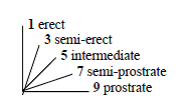 1 erect
3 semi-erect
5 intermediate
7 semi-prostrate
9 prostrate